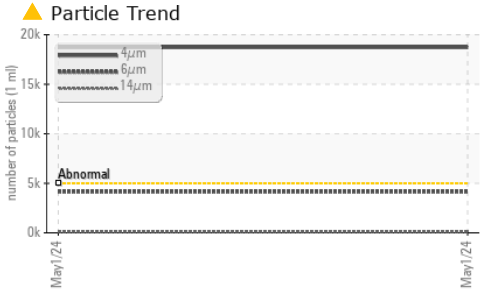 Particle Trend
number of particles (1 ml)
20k
15k
10k
5k
0k
4µm
6µm
14µm
Abnormal
May1/24
May1/24